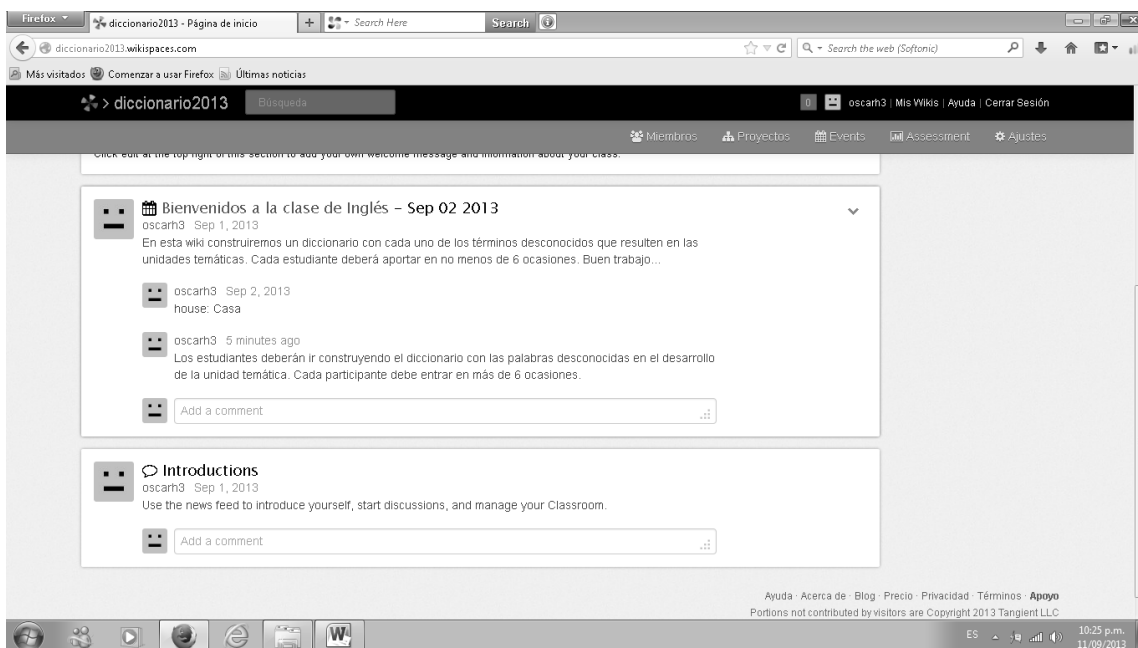 Firefox
diccionario2013 - Página de inicio
Search Here
Search
diccionario2013.wikispaces.com
Search the web (Softonic)
Más visitados Comenzar a usar Firefox Últimas noticias
> diccionario2013 Búsqueda
0 oscarh3 | Mis Wikis | Ayuda | Cerrar Sesión
Miembros Proyectos Events Assessment Ajustes
Click edit at the top right of this section to add your own welcome message and information about your class.
Bienvenidos a la clase de Inglés – Sep 02 2013
oscarh3 Sep 1, 2013
En esta wiki construiremos un diccionario con cada uno de los términos desconocidos que resulten en las
unidades temáticas. Cada estudiante deberá aportar en no menos de 6 ocasiones. Buen trabajo...
oscarh3 Sep 2, 2013
house: Casa
oscarh3 5 minutes ago
Los estudiantes deberán ir construyendo el diccionario con las palabras desconocidas en el desarrollo
de la unidad temática. Cada participante debe entrar en más de 6 ocasiones.
Add a comment
Introductions
oscarh3 Sep 1, 2013
Use the news feed to introduce yourself, start discussions, and manage your Classroom.
Add a comment
Ayuda · Acerca de · Blog · Precio · Privacidad · Términos · Apoyo
Portions not contributed by visitors are Copyright 2013 Tangient LLC
ES
10:25 p.m.
11/09/2013